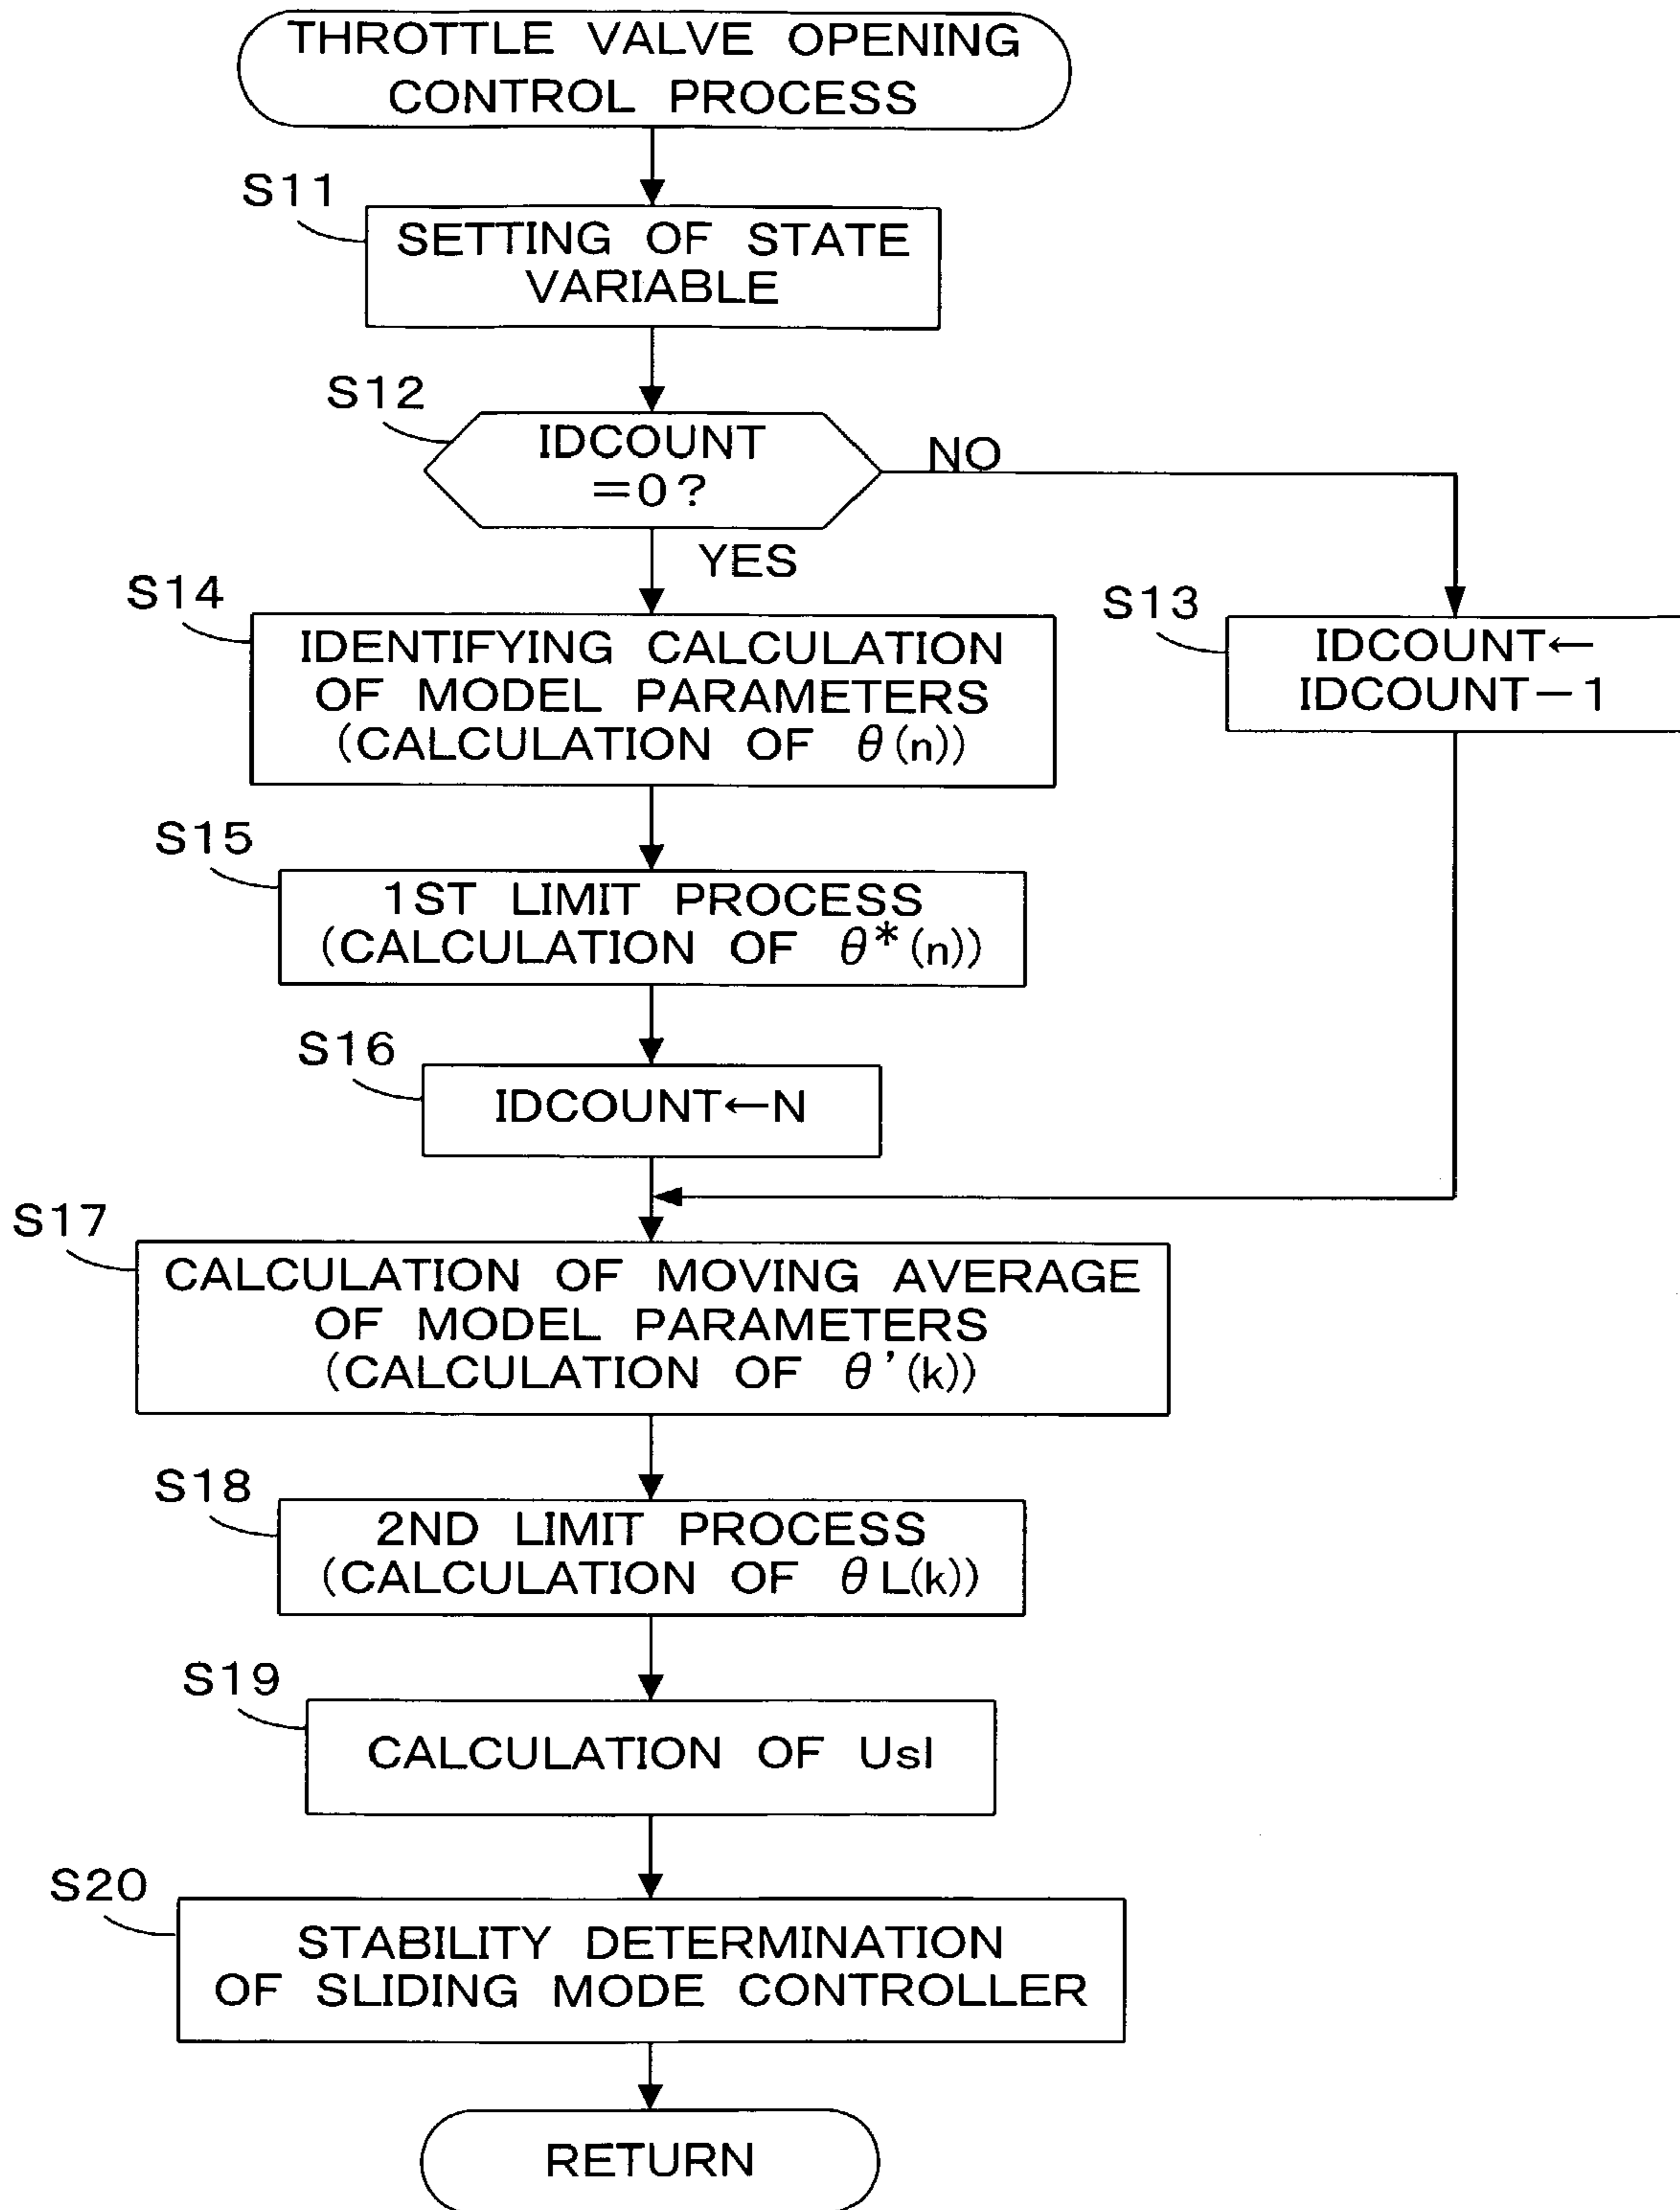 THROTTLE VALVE OPENING
CONTROL PROCESS
S11
SETTING OF STATE
VARIABLE
S12
IDCOUNT
=0?
NO
YES
S14
IDENTIFYING CALCULATION
OF MODEL PARAMETERS
(CALCULATION OF θ(n))
S13
IDCOUNT←
IDCOUNT−1
S15
1ST LIMIT PROCESS
(CALCULATION OF θ*(n))
S16
IDCOUNT←N
S17
CALCULATION OF MOVING AVERAGE
OF MODEL PARAMETERS
(CALCULATION OF θ'(k))
S18
2ND LIMIT PROCESS
(CALCULATION OF θL(k))
S19
CALCULATION OF Usl
S20
STABILITY DETERMINATION
OF SLIDING MODE CONTROLLER
RETURN